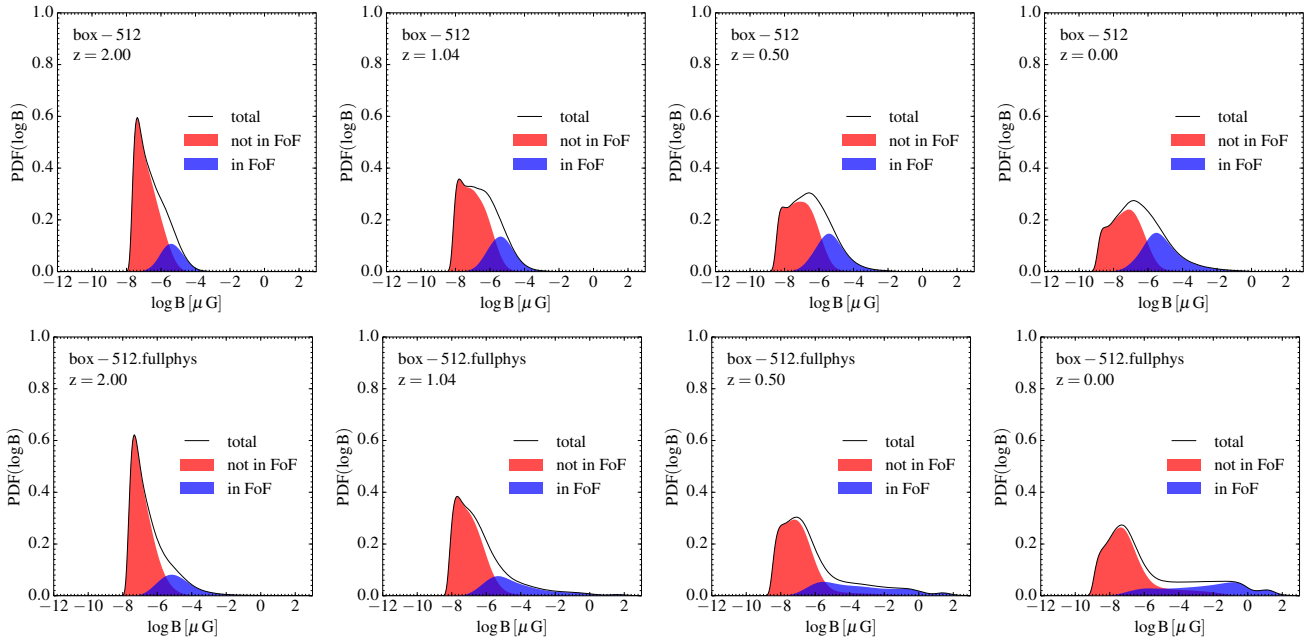 box − 512
z = 2.00
total
not in FoF
in FoF
PDF(log B)
0.0
0.2
0.4
0.6
0.8
1.0
−12 −10 −8 −6 −4 −2 0 2
log B [μ G]
box − 512
z = 1.04
total
not in FoF
in FoF
PDF(log B)
0.0
0.2
0.4
0.6
0.8
1.0
−12 −10 −8 −6 −4 −2 0 2
log B [μ G]
box − 512
z = 0.50
total
not in FoF
in FoF
PDF(log B)
0.0
0.2
0.4
0.6
0.8
1.0
−12 −10 −8 −6 −4 −2 0 2
log B [μ G]
box − 512
z = 0.00
total
not in FoF
in FoF
PDF(log B)
0.0
0.2
0.4
0.6
0.8
1.0
−12 −10 −8 −6 −4 −2 0 2
log B [μ G]
box − 512.fullphys
z = 2.00
total
not in FoF
in FoF
PDF(log B)
0.0
0.2
0.4
0.6
0.8
1.0
−12 −10 −8 −6 −4 −2 0 2
log B [μ G]
box − 512.fullphys
z = 1.04
total
not in FoF
in FoF
PDF(log B)
0.0
0.2
0.4
0.6
0.8
1.0
−12 −10 −8 −6 −4 −2 0 2
log B [μ G]
box − 512.fullphys
z = 0.50
total
not in FoF
in FoF
PDF(log B)
0.0
0.2
0.4
0.6
0.8
1.0
−12 −10 −8 −6 −4 −2 0 2
log B [μ G]
box − 512.fullphys
z = 0.00
total
not in FoF
in FoF
PDF(log B)
0.0
0.2
0.4
0.6
0.8
1.0
−12 −10 −8 −6 −4 −2 0 2
log B [μ G]